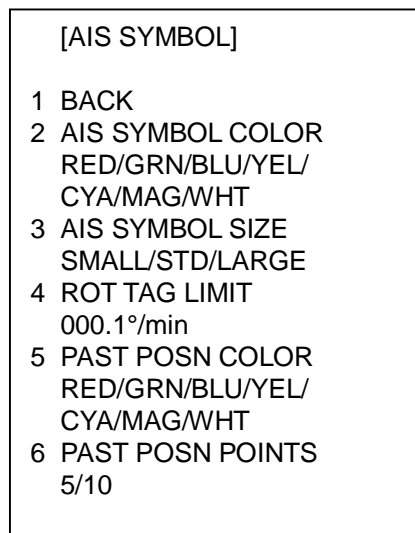 [AIS SYMBOL]
1 BACK
2 AIS SYMBOL COLOR
RED/GRN/BLU/YEL/
CYA/MAG/WHT
3 AIS SYMBOL SIZE
SMALL/STD/LARGE
4 ROT TAG LIMIT
000.1°/min
5 PAST POSN COLOR
RED/GRN/BLU/YEL/
CYA/MAG/WHT
6 PAST POSN POINTS
5/10